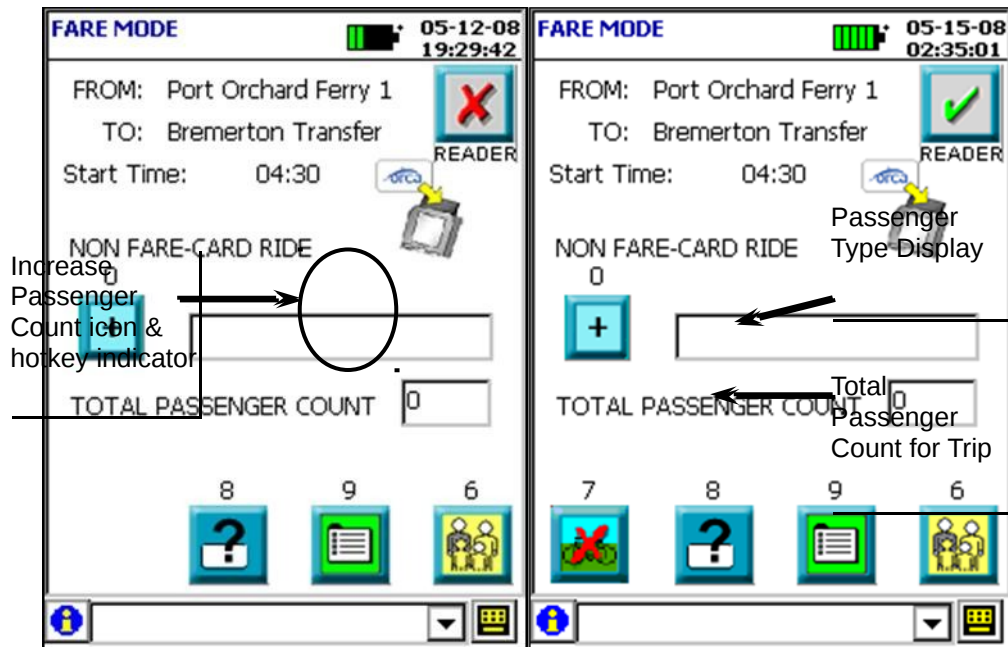 FARE MODE
05-12-08
19:29:42
FROM: Port Orchard Ferry 1
TO: Bremerton Transfer
READER
Start Time: 04:30
orca
NON FARE-CARD RIDE
0
+
TOTAL PASSENGER COUNT 0
8 9 6
?
Increase
Passenger
Count icon &
hotkey indicator
FARE MODE
05-15-08
02:35:01
FROM: Port Orchard Ferry 1
TO: Bremerton Transfer
READER
Start Time: 04:30
orca
NON FARE-CARD RIDE
0
+
TOTAL PASSENGER COUNT 0
7 8 9 6
?
Passenger
Type Display
Total
Passenger
Count for Trip